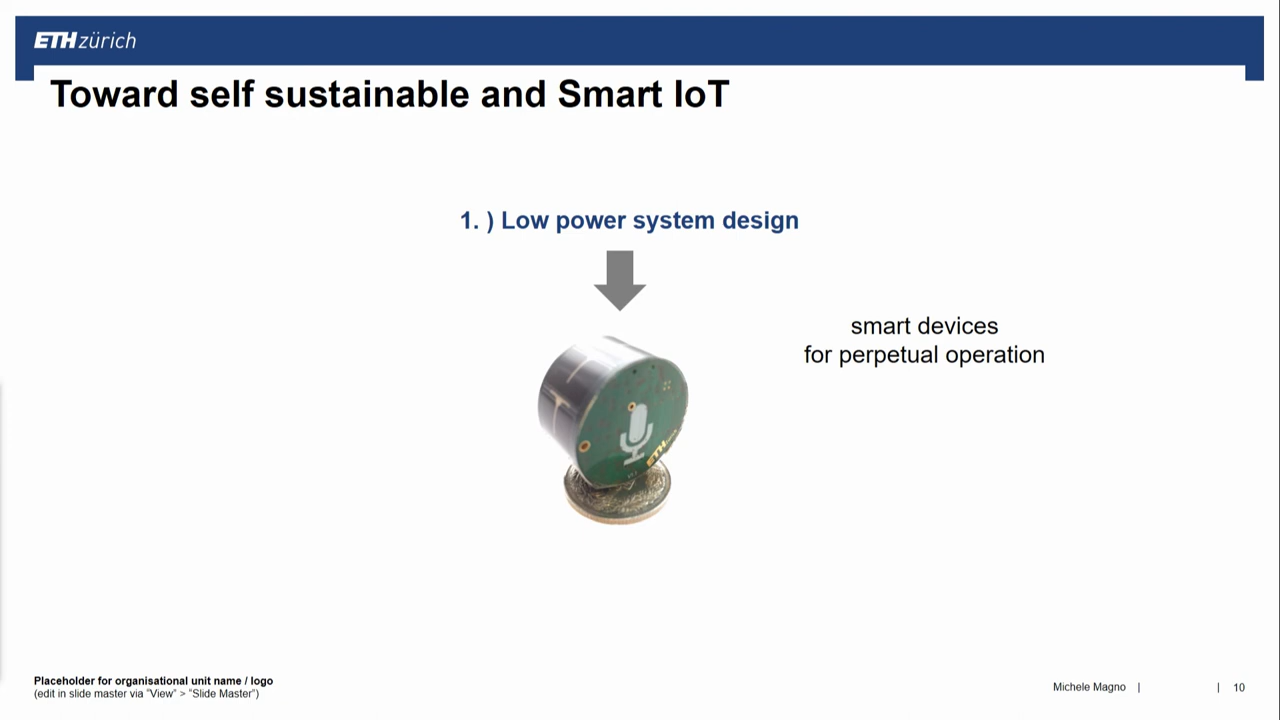 ETH zürich
Toward self sustainable and Smart IoT
1. ) Low power system design
smart devices
for perpetual operation
ETH
Placeholder for organisational unit name / logo
(edit in slide master via "View" > "Slide Master")
Michele Magno | | 10